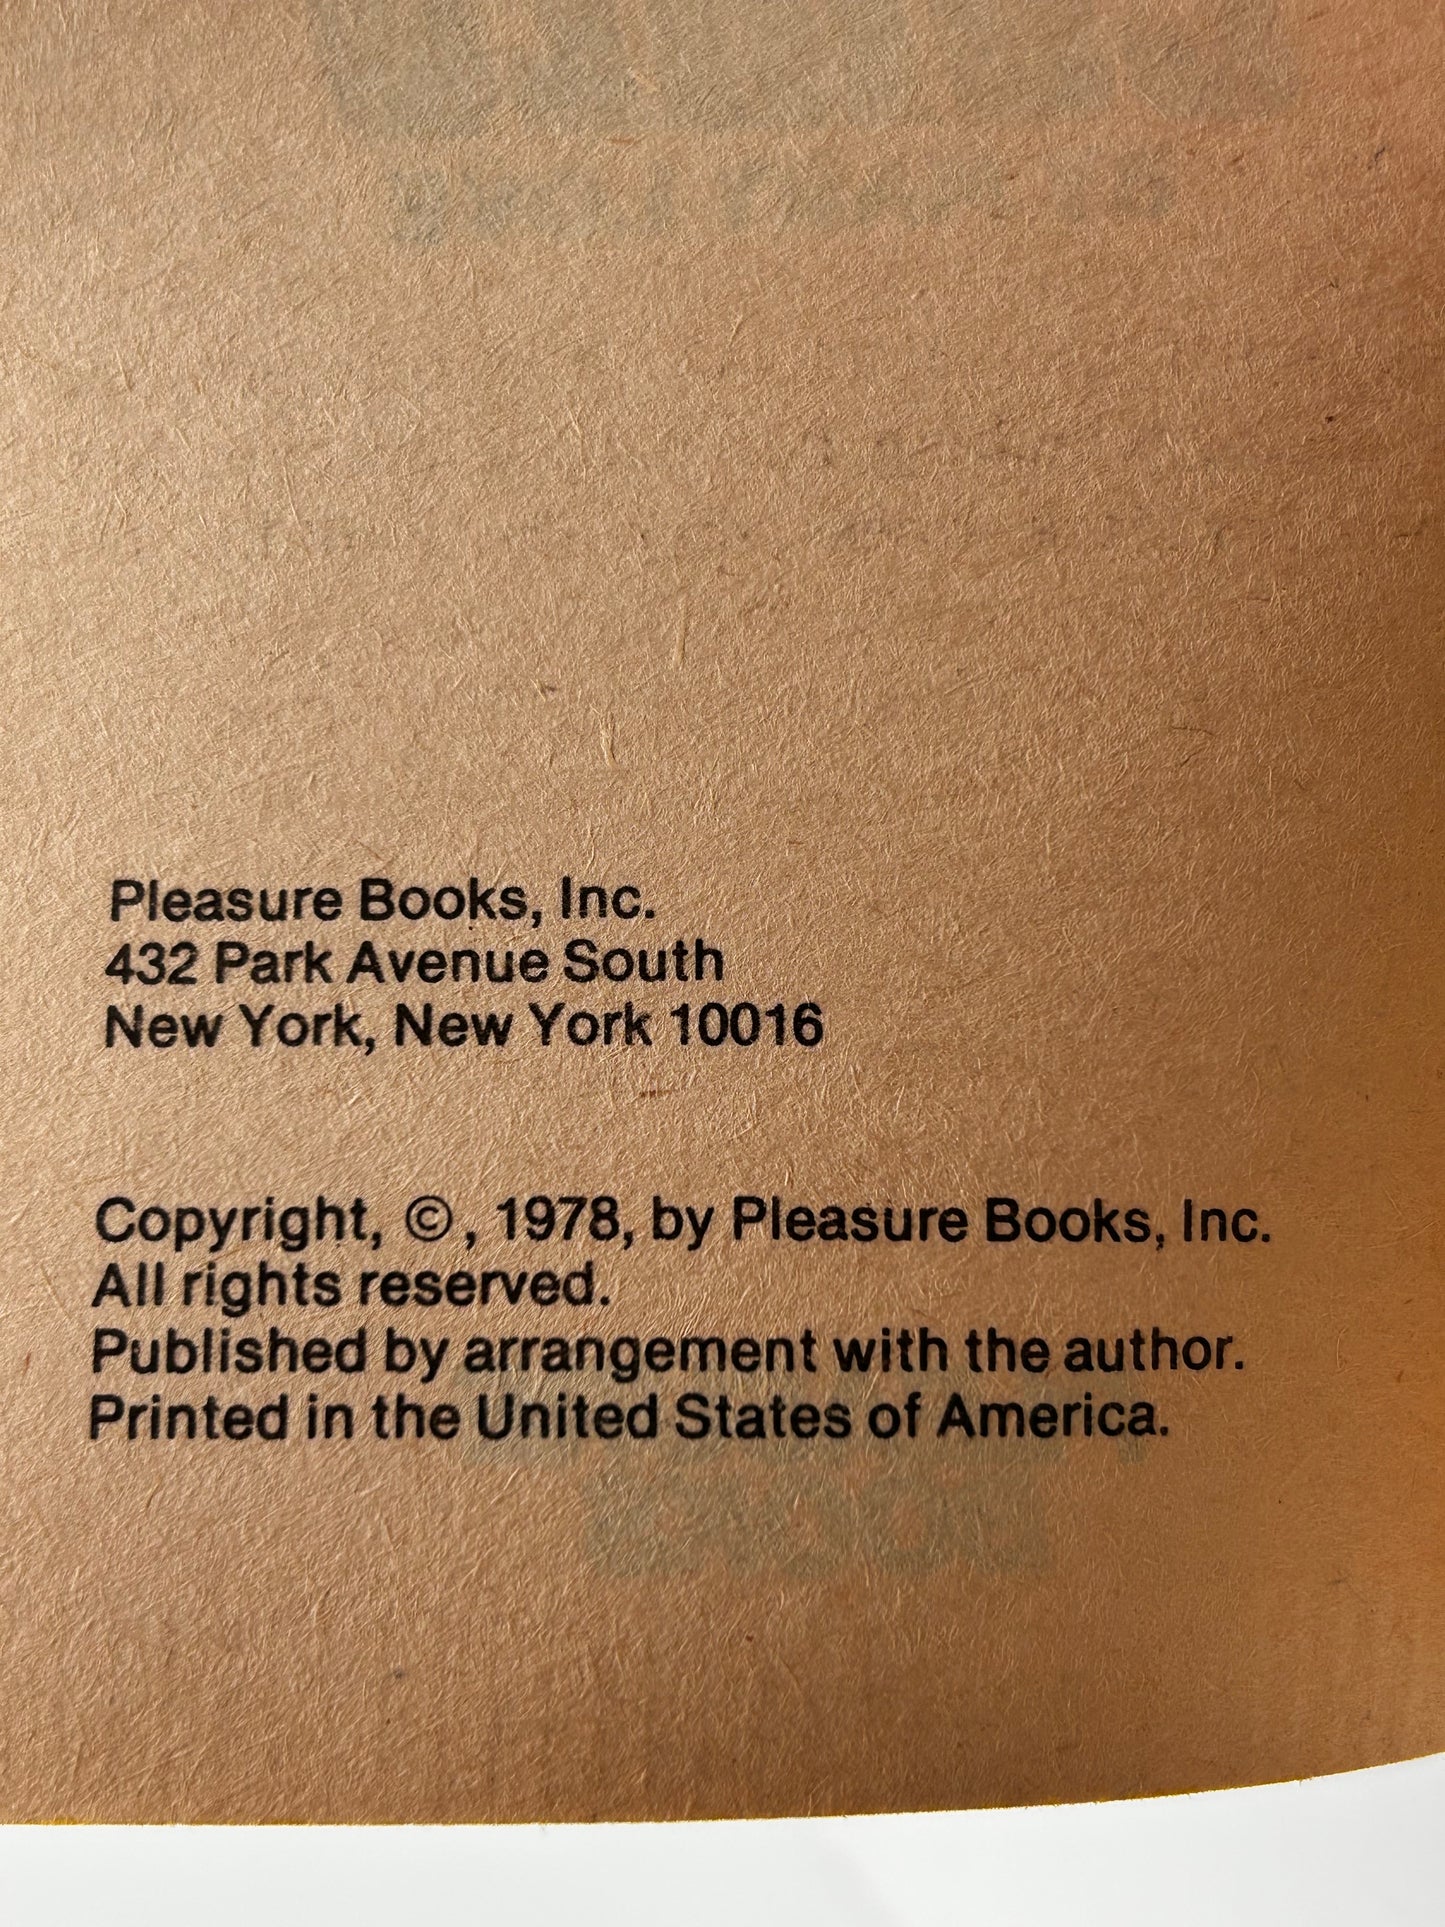 Pleasure Books, Inc.
432 Park Avenue South
New York, New York 10016
Copyright, ©, 1978, by Pleasure Books, Inc.
All rights reserved.
Published by arrangement with the author.
Printed in the United States of America.